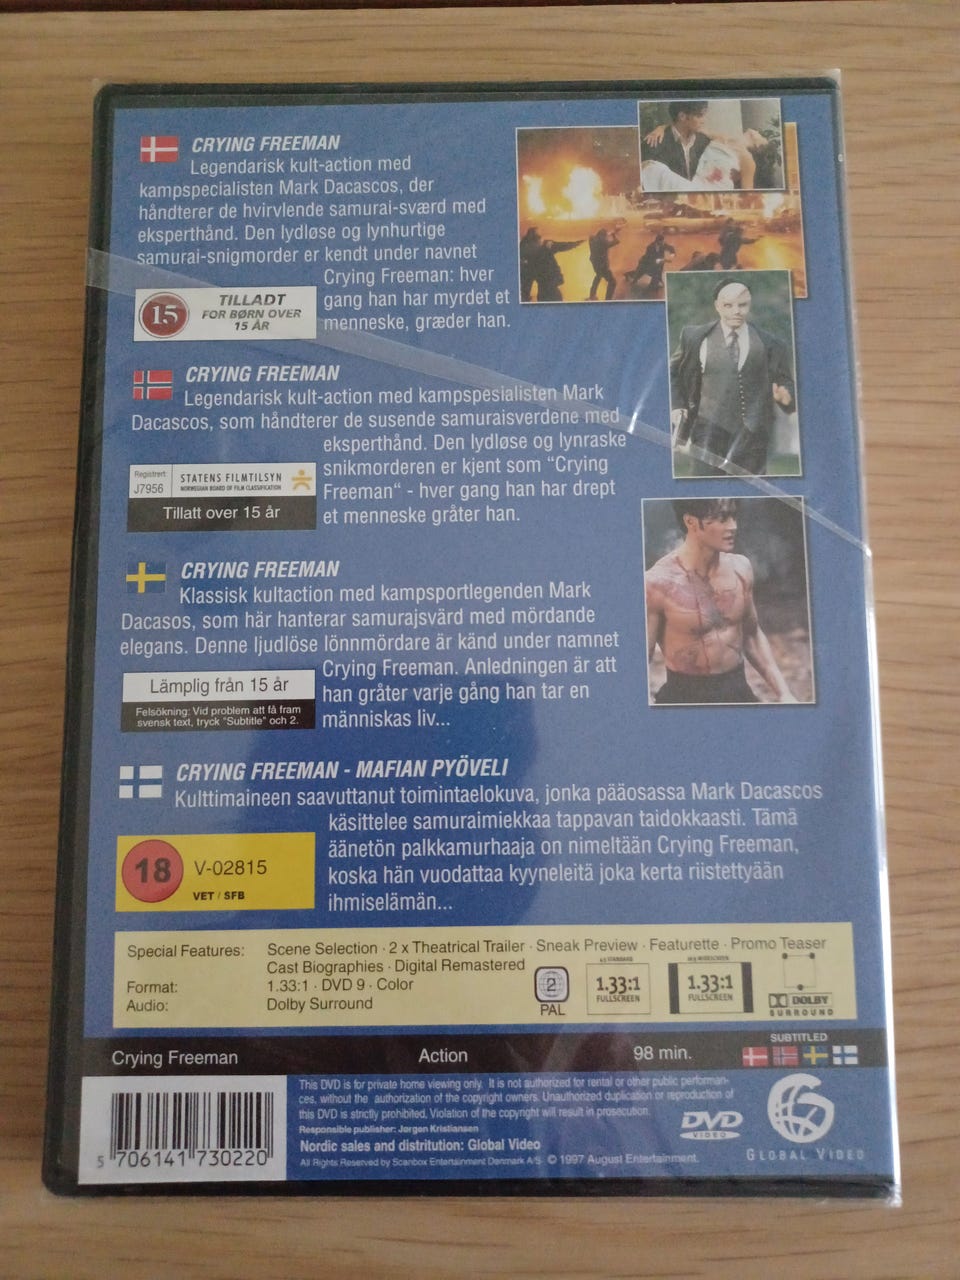 CRYING FREEMAN
Legendarisk kult-action med
kampspecialisten Mark Dacascos, der
håndterer de hvirvlende samurai-sværd med
eksperthånd. Den lydløse og lynhurtige
samurai-snigmorder er kendt under navnet
Crying Freeman: hver
gang han har myrdet et
menneske, græder han.
15
TILLADT
FOR BØRN OVER
15 ÅR
CRYING FREEMAN
Legendarisk kult-action med kampspesialisten Mark
Dacascos, som håndterer de susende samuraisverdene med
eksperthånd. Den lydløse og lynraske
snikmorderen er kjent som “Crying
Freeman“ - hver gang han har drept
et menneske gråter han.
Registrert:
J7956
STATENS FILMTILSYN
NORWEGIAN BOARD OF FILM CLASSIFICATION
Tillatt over 15 år
CRYING FREEMAN
Klassisk kultaction med kampsportlegenden Mark
Dacasos, som här hanterar samurajsvärd med mördande
elegans. Denne ljudlöse lönnmördare är känd under namnet
Crying Freeman. Anledningen är att
han gråter varje gång han tar en
människas liv...
Lämplig från 15 år
Felsökning: Vid problem att få fram
svensk text, tryck "Subtitle" och 2.
CRYING FREEMAN - MAFIAN PYÖVELI
Kulttimaineen saavuttanut toimintaelokuva, jonka pääosassa Mark Dacascos
käsittelee samuraimiekkaa tappavan taidokkaasti. Tämä
äänetön palkkamurhaaja on nimeltään Crying Freeman,
koska hän vuodattaa kyyneleitä joka kerta riistettyään
ihmiselämän...
18
V-02815
VET / SFB
Special Features: Scene Selection · 2 x Theatrical Trailer · Sneak Preview · Featurette · Promo Teaser
Cast Biographies · Digital Remastered
Format: 1.33:1 · DVD 9 · Color
Audio: Dolby Surround
2
PAL
4:3 STANDARD
1.33:1
FULLSCREEN
16:9 WIDESCREEN
1.33:1
FULLSCREEN
DOLBY
SURROUND
Crying Freeman Action 98 min.
SUBTITLED
5 706141 730220
This DVD is for private home viewing only. It is not authorized for rental or other public performan-
ces, without the authorization of the copyright owners. Unauthorized duplication or reproduction of
this DVD is strictly prohibited. Violation of the copyright will result in prosecution.
Responsible publisher: Jørgen Kristiansen
Nordic sales and distritution: Global Video
All Rights Reserved by Scanbox Entertainment Denmark A/S · © 1997 August Entertainment.
DVD
VIDEO
GLOBAL VIDEO